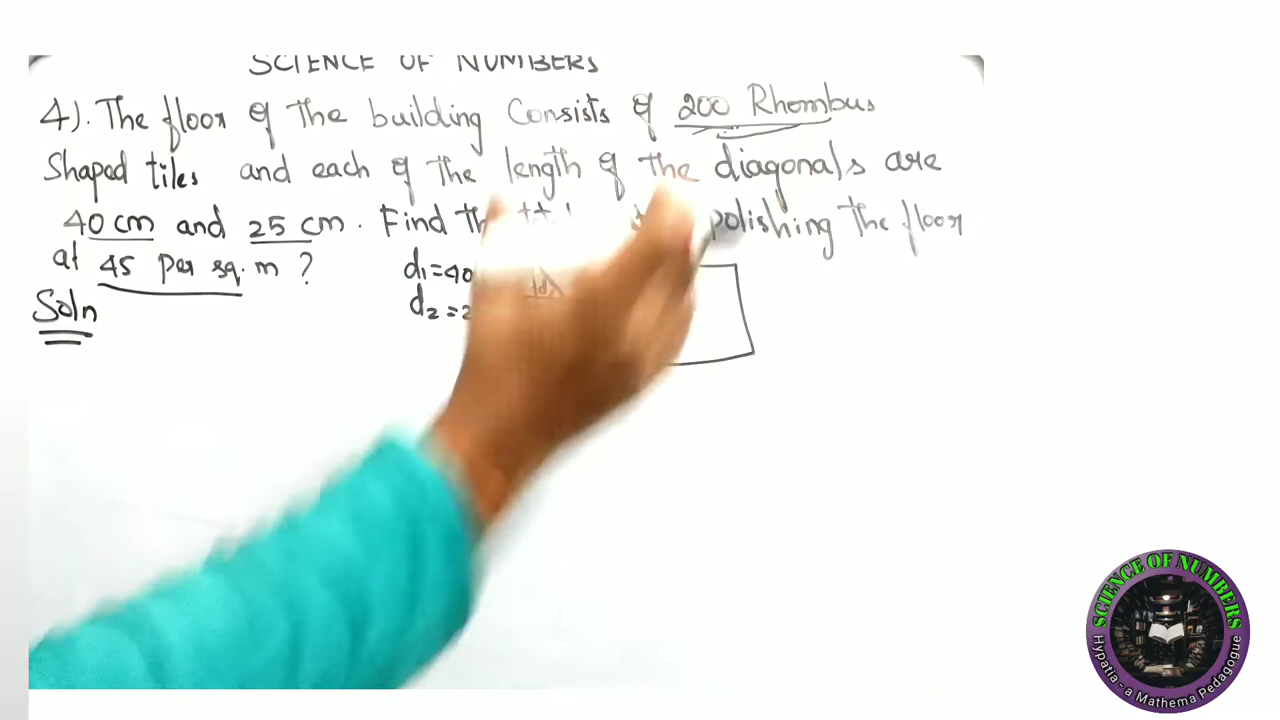 SCIENCE OF NUMBERS
4). The floor of the building Consists of 200 Rhombus
Shaped tiles and each of the length of the diagonals are
40 cm and 25 cm. Find polishing the floor
at 45 per sq. m ?
d₁=40
d₂=2
Soln
SCIENCE OF NUMBERS
Hypatia - a Mathema Pedagogue